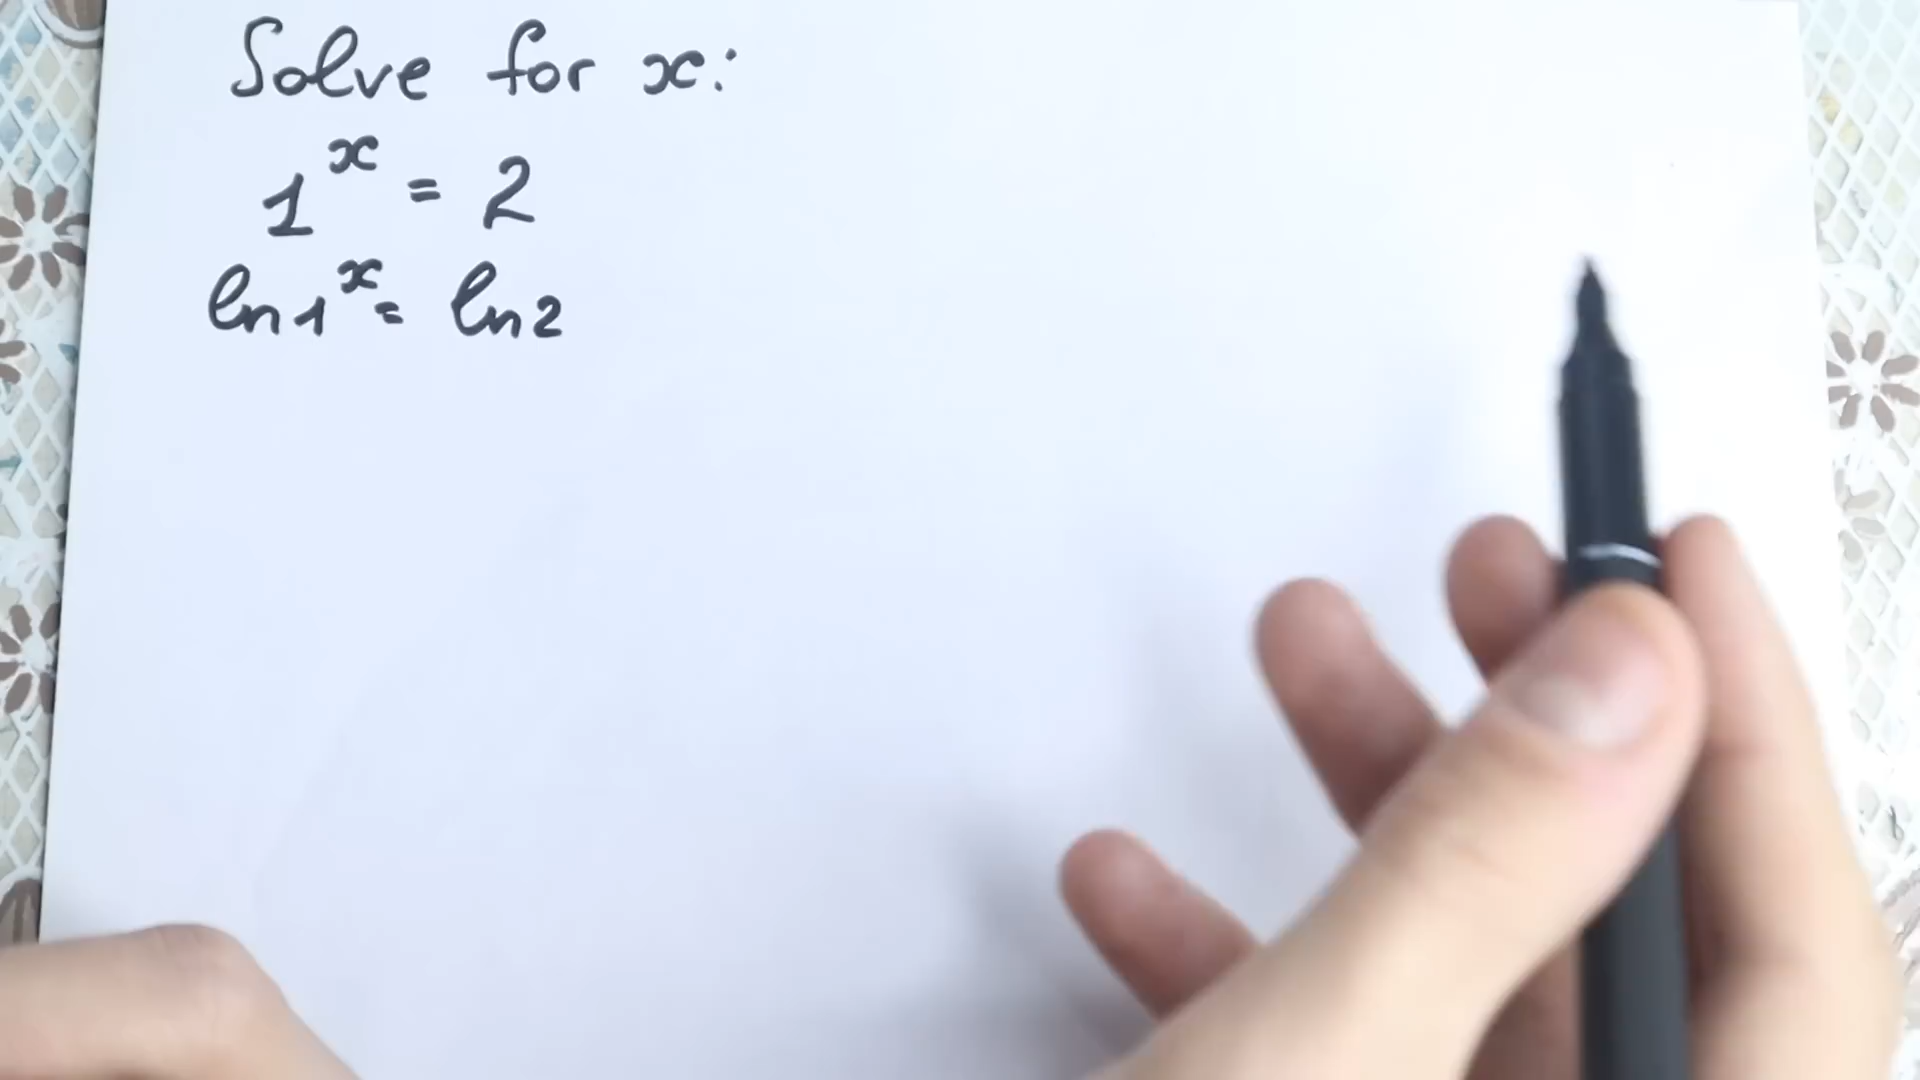 Solve for x:
1^x = 2
ln 1^x = ln 2